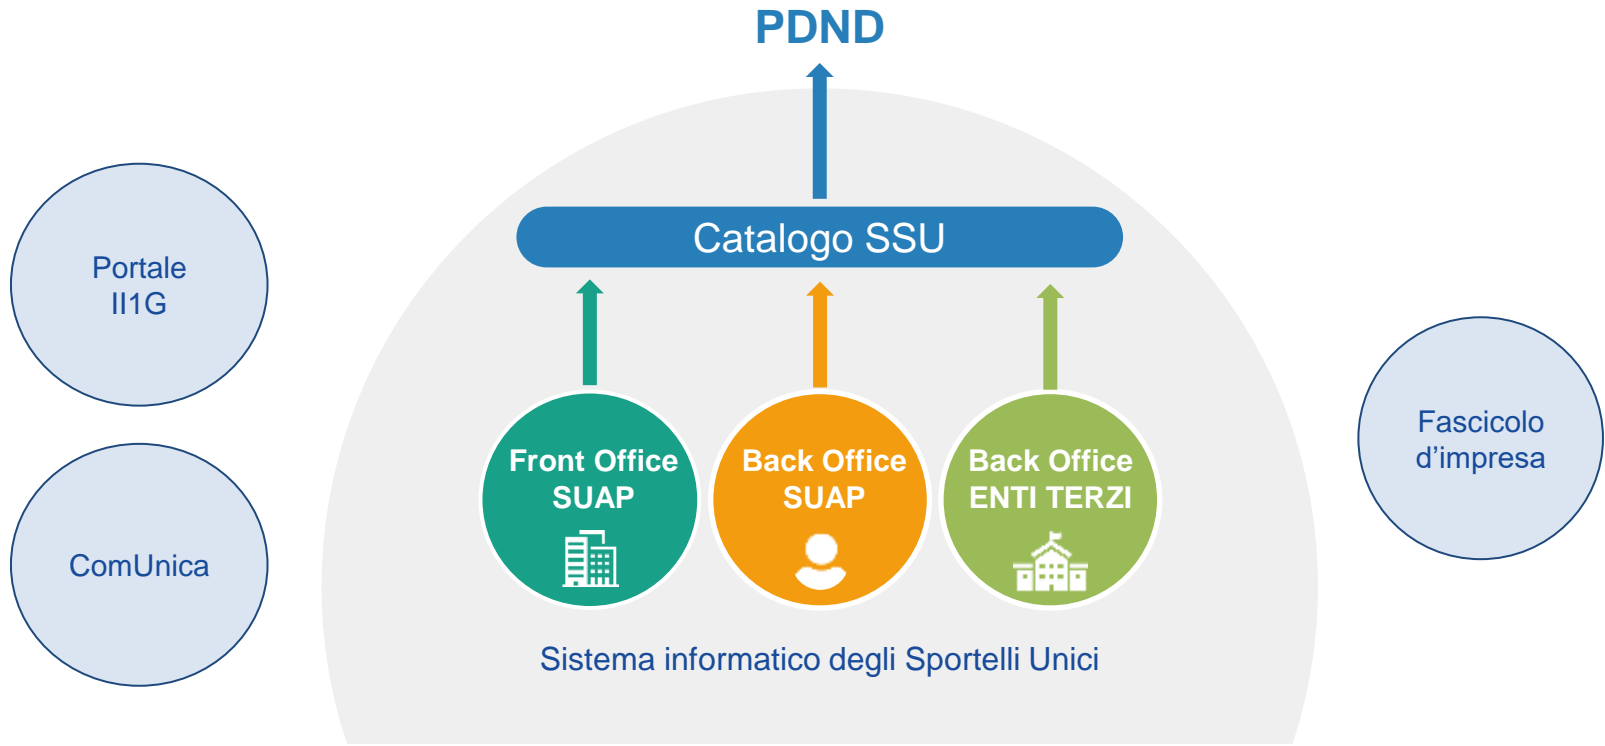 PDND
Catalogo SSU
Portale
II1G
ComUnica
Front Office
SUAP
Back Office
SUAP
Back Office
ENTI TERZI
Sistema informatico degli Sportelli Unici
Fascicolo
d’impresa